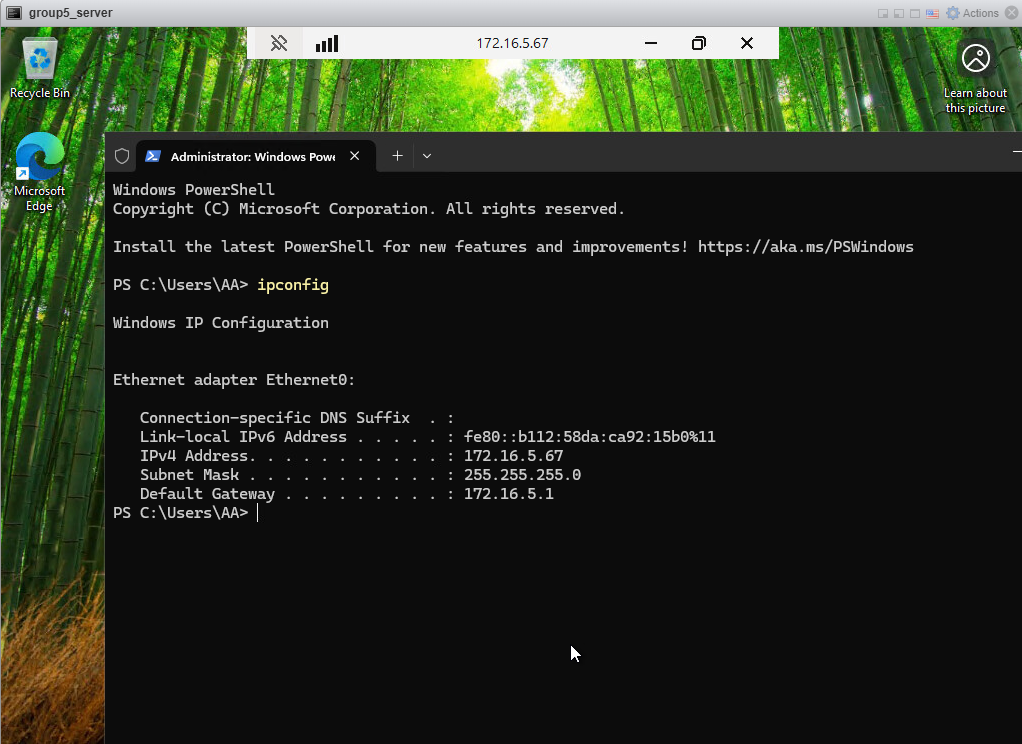 group5_server
Actions
172.16.5.67
Recycle Bin
Learn about
this picture
Microsoft
Edge
Administrator: Windows Powe
Windows PowerShell
Copyright (C) Microsoft Corporation. All rights reserved.
Install the latest PowerShell for new features and improvements! https://aka.ms/PSWindows
PS C:\Users\AA> ipconfig
Windows IP Configuration
Ethernet adapter Ethernet0:
Connection-specific DNS Suffix  . :
Link-local IPv6 Address . . . . . : fe80::b112:58da:ca92:15b0%11
IPv4 Address. . . . . . . . . . . : 172.16.5.67
Subnet Mask . . . . . . . . . . . : 255.255.255.0
Default Gateway . . . . . . . . . : 172.16.5.1
PS C:\Users\AA>